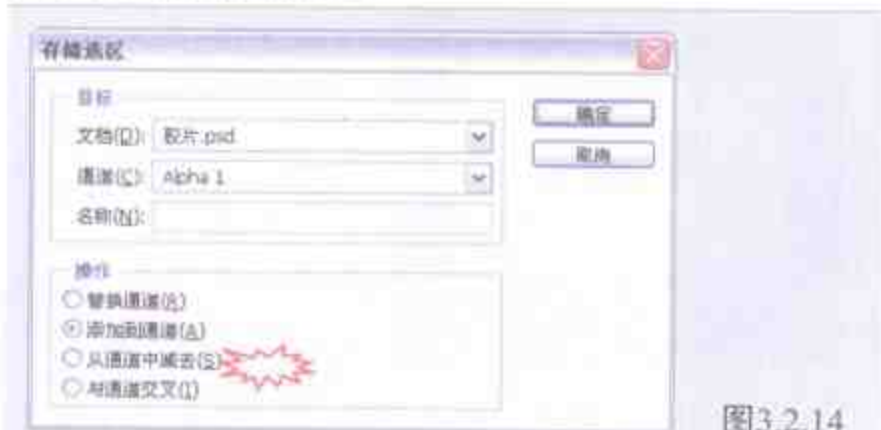 存储选区
目标
文档(D): 胶片.psd
通道(C): Alpha 1
名称(N):
确定
取消
操作
替换通道(R)
添加到通道(A)
从通道中减去(S)
与通道交叉(I)
图3.2.14